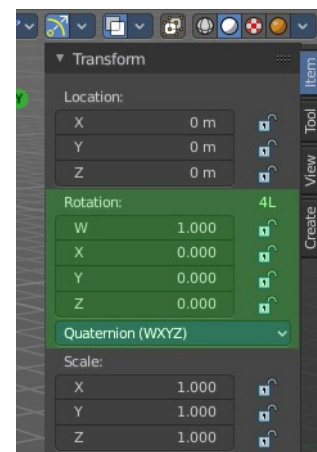 Transform
Location:
X 0 m
Y 0 m
Z 0 m
Rotation: 4L
W 1.000
X 0.000
Y 0.000
Z 0.000
Quaternion (WXYZ)
Scale:
X 1.000
Y 1.000
Z 1.000
Item
Tool
View
Create
Y